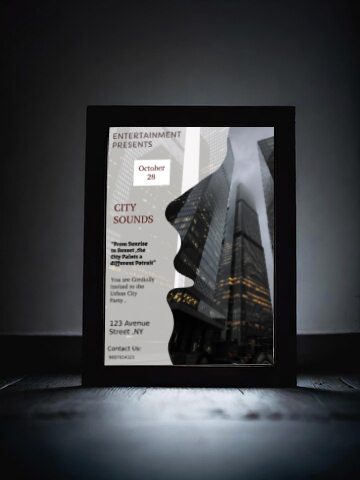 ENTERTAINMENT
PRESENTS
October
28
CITY
SOUNDS
"From Sunrise
to Sunset ,the
City Paints a
different Potrait"
You are Cordially
invited to the
Urban City
Party .
123 Avenue
Street ,NY
Contact Us: